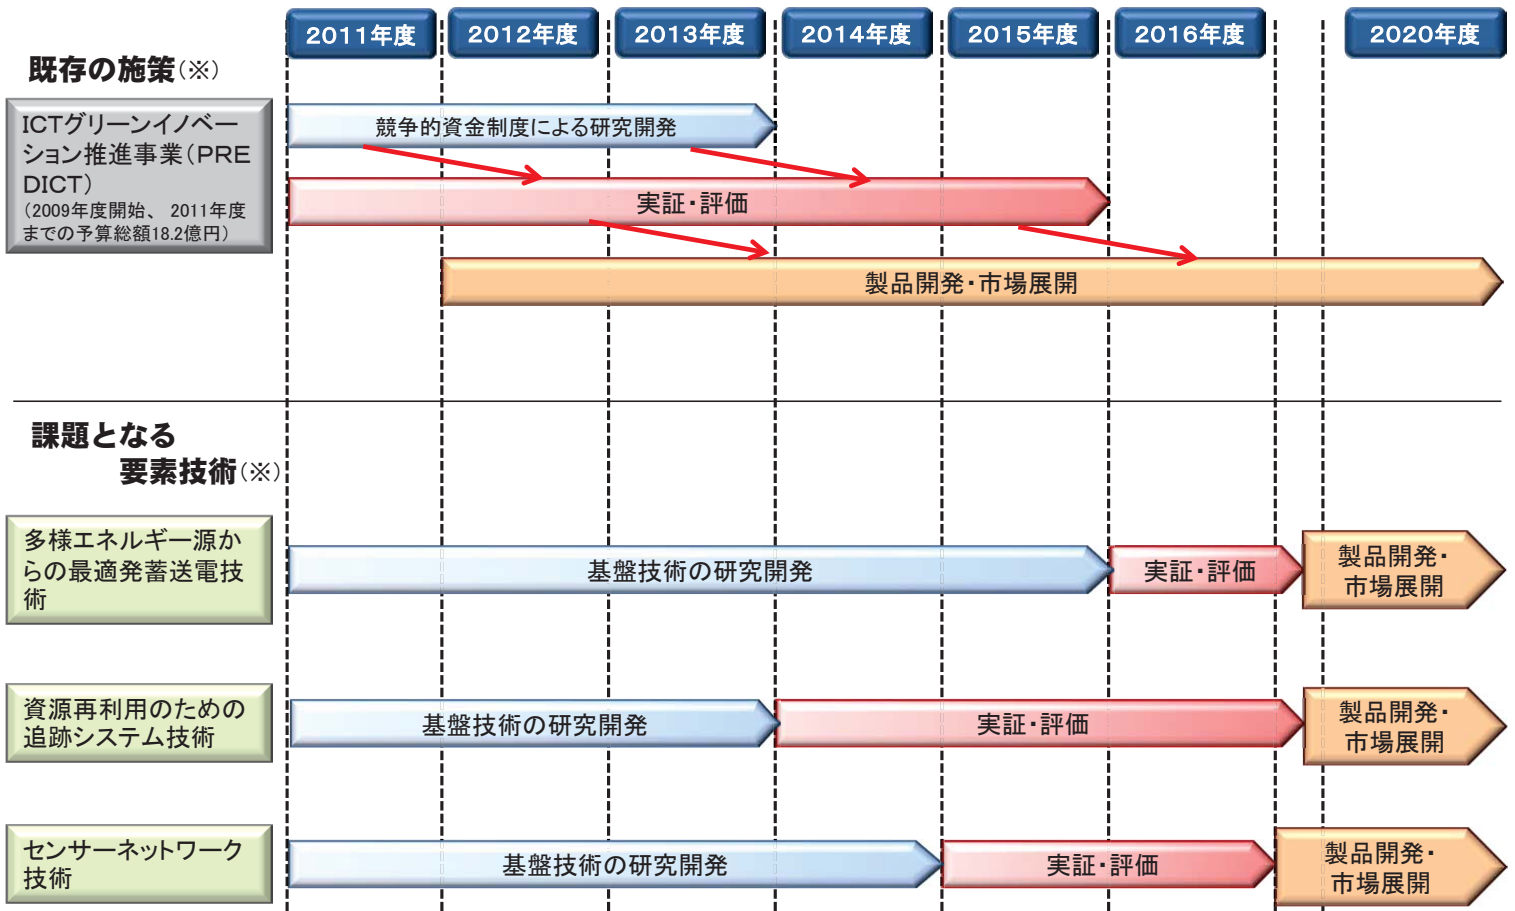 2011年度
2012年度
2013年度
2014年度
2015年度
2016年度
2020年度
既存の施策(※)
ICTグリーンイノベー
ション推進事業(PRE
DICT)
(2009年度開始、 2011年度
までの予算総額18.2億円)
競争的資金制度による研究開発
実証・評価
製品開発・市場展開
課題となる
要素技術(※)
多様エネルギー源か
らの最適発蓄送電技
術
基盤技術の研究開発
実証・評価
製品開発・
市場展開
資源再利用のための
追跡システム技術
基盤技術の研究開発
実証・評価
製品開発・
市場展開
センサーネットワーク
技術
基盤技術の研究開発
実証・評価
製品開発・
市場展開